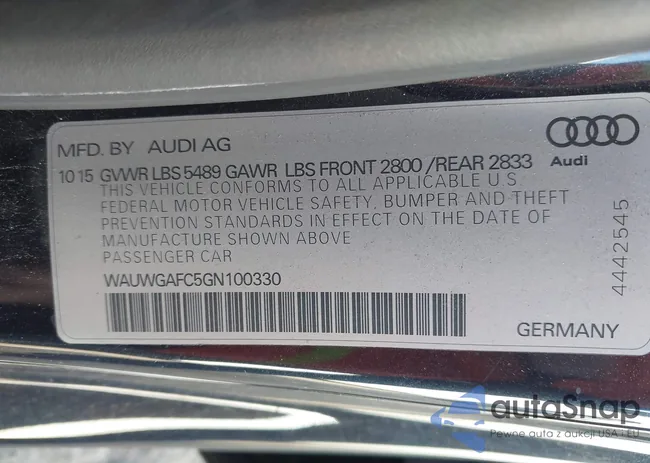 MFD. BY AUDI AG
Audi
10 15 GVWR LBS 5489 GAWR LBS FRONT 2800 /REAR 2833
THIS VEHICLE CONFORMS TO ALL APPLICABLE U.S.
FEDERAL MOTOR VEHICLE SAFETY, BUMPER AND THEFT
PREVENTION STANDARDS IN EFFECT ON THE DATE OF
MANUFACTURE SHOWN ABOVE
PASSENGER CAR
WAUWGAFC5GN100330
4442545
GERMANY
autaSnap
Pewne auta z aukcji USA i EU